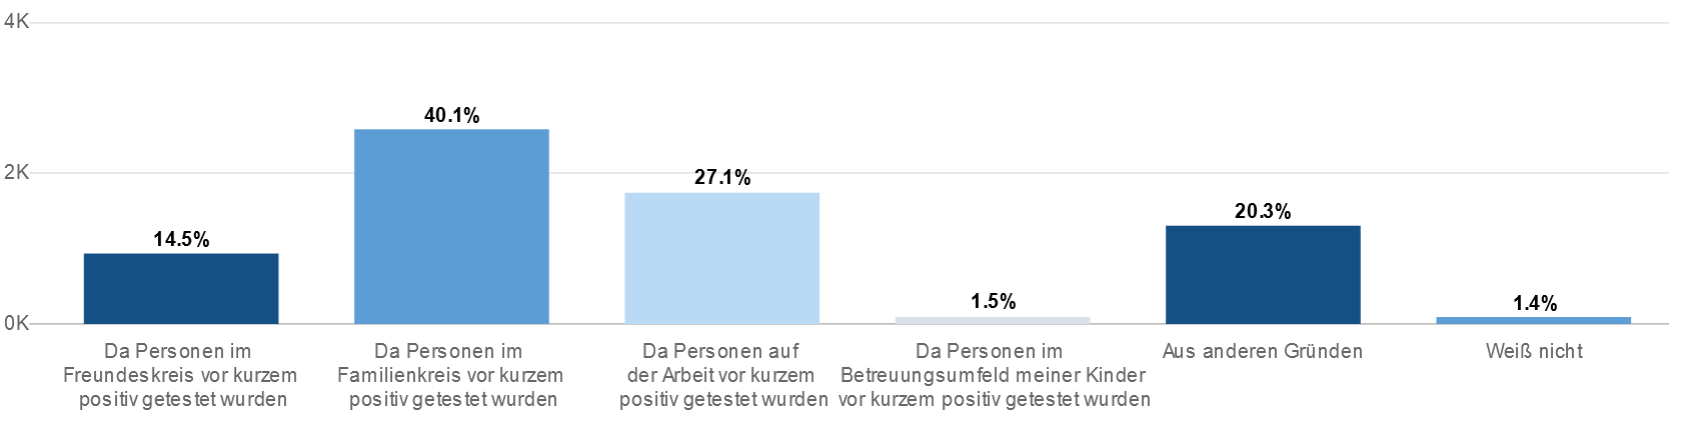 4K
2K
0K
14.5%
40.1%
27.1%
1.5%
20.3%
1.4%
Da Personen im
Freundeskreis vor kurzem
positiv getestet wurden
Da Personen im
Familienkreis vor kurzem
positiv getestet wurden
Da Personen auf
der Arbeit vor kurzem
positiv getestet wurden
Da Personen im
Betreuungsumfeld meiner Kinder
vor kurzem positiv getestet wurden
Aus anderen Gründen
Weiß nicht